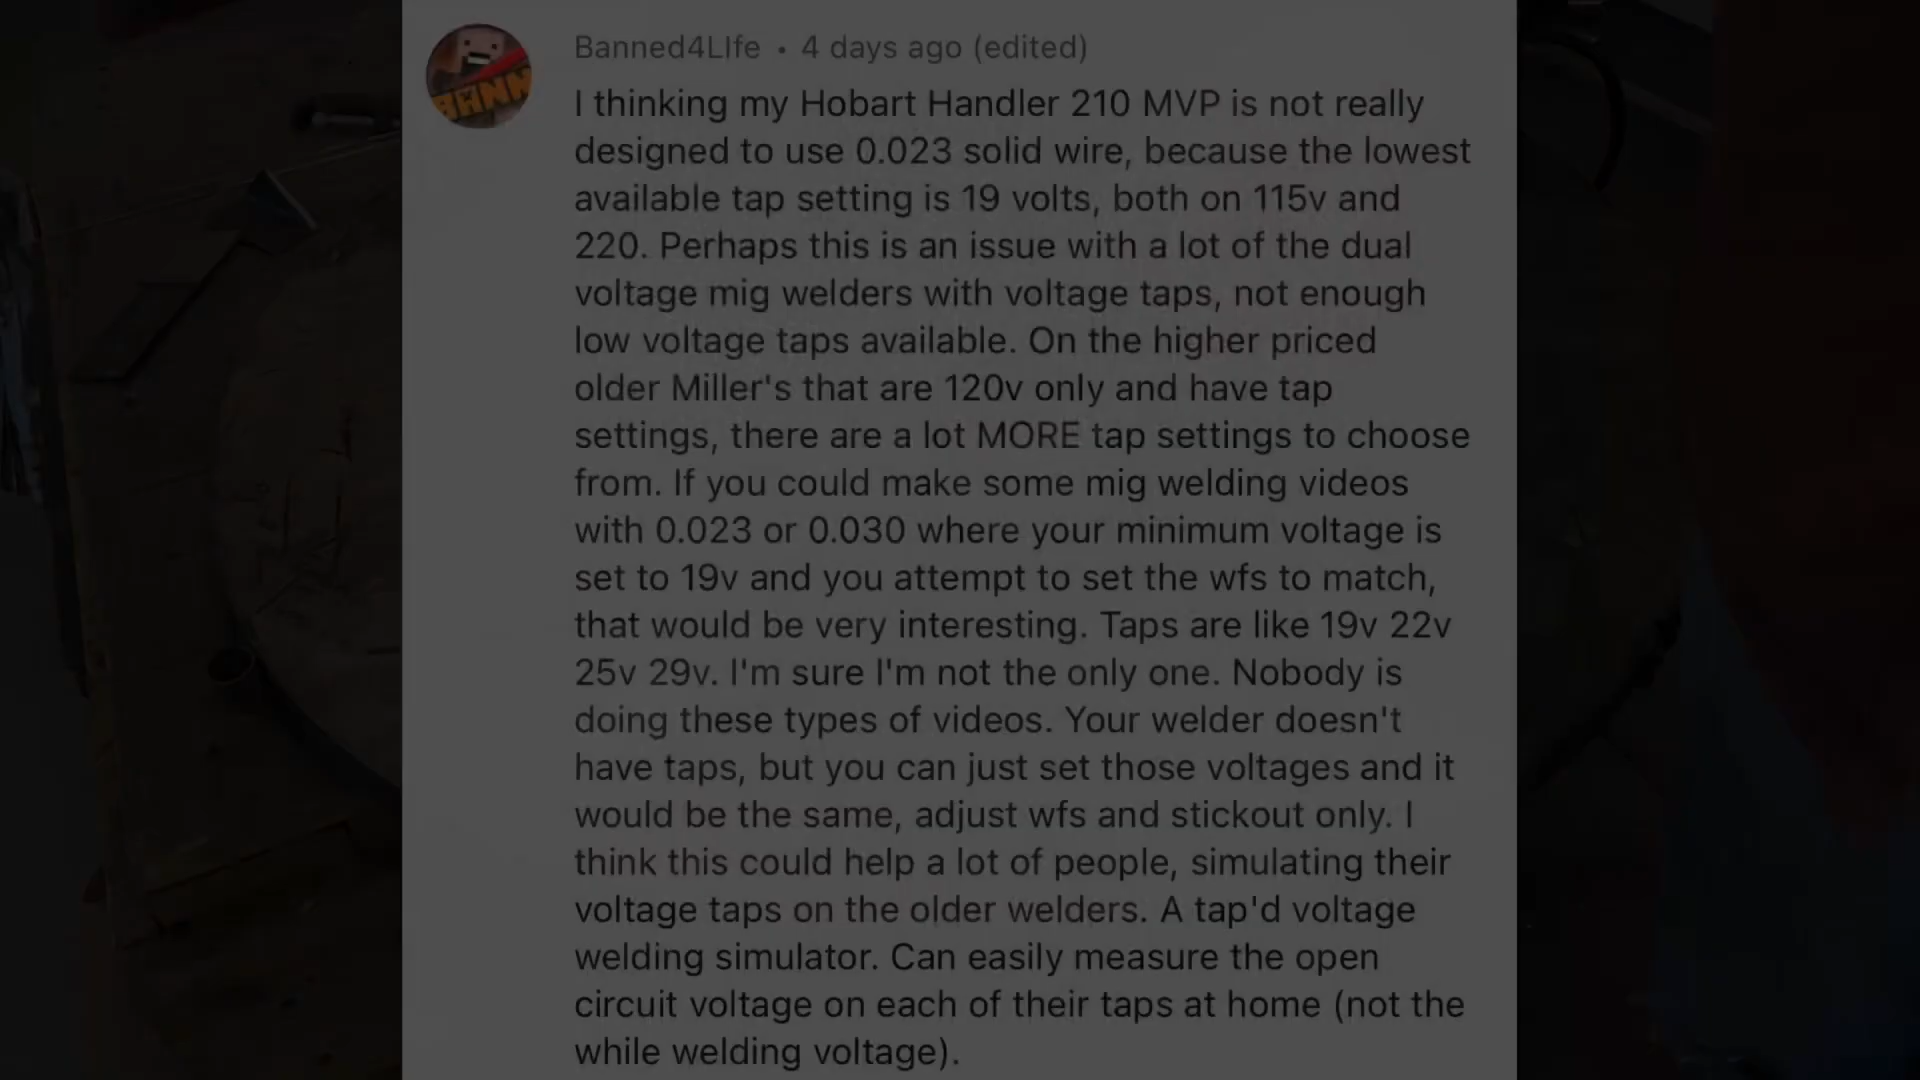 Banned4LIfe • 4 days ago (edited)
I thinking my Hobart Handler 210 MVP is not really
designed to use 0.023 solid wire, because the lowest
available tap setting is 19 volts, both on 115v and
220. Perhaps this is an issue with a lot of the dual
voltage mig welders with voltage taps, not enough
low voltage taps available. On the higher priced
older Miller's that are 120v only and have tap
settings, there are a lot MORE tap settings to choose
from. If you could make some mig welding videos
with 0.023 or 0.030 where your minimum voltage is
set to 19v and you attempt to set the wfs to match,
that would be very interesting. Taps are like 19v 22v
25v 29v. I'm sure I'm not the only one. Nobody is
doing these types of videos. Your welder doesn't
have taps, but you can just set those voltages and it
would be the same, adjust wfs and stickout only. I
think this could help a lot of people, simulating their
voltage taps on the older welders. A tap'd voltage
welding simulator. Can easily measure the open
circuit voltage on each of their taps at home (not the
while welding voltage).
BANN